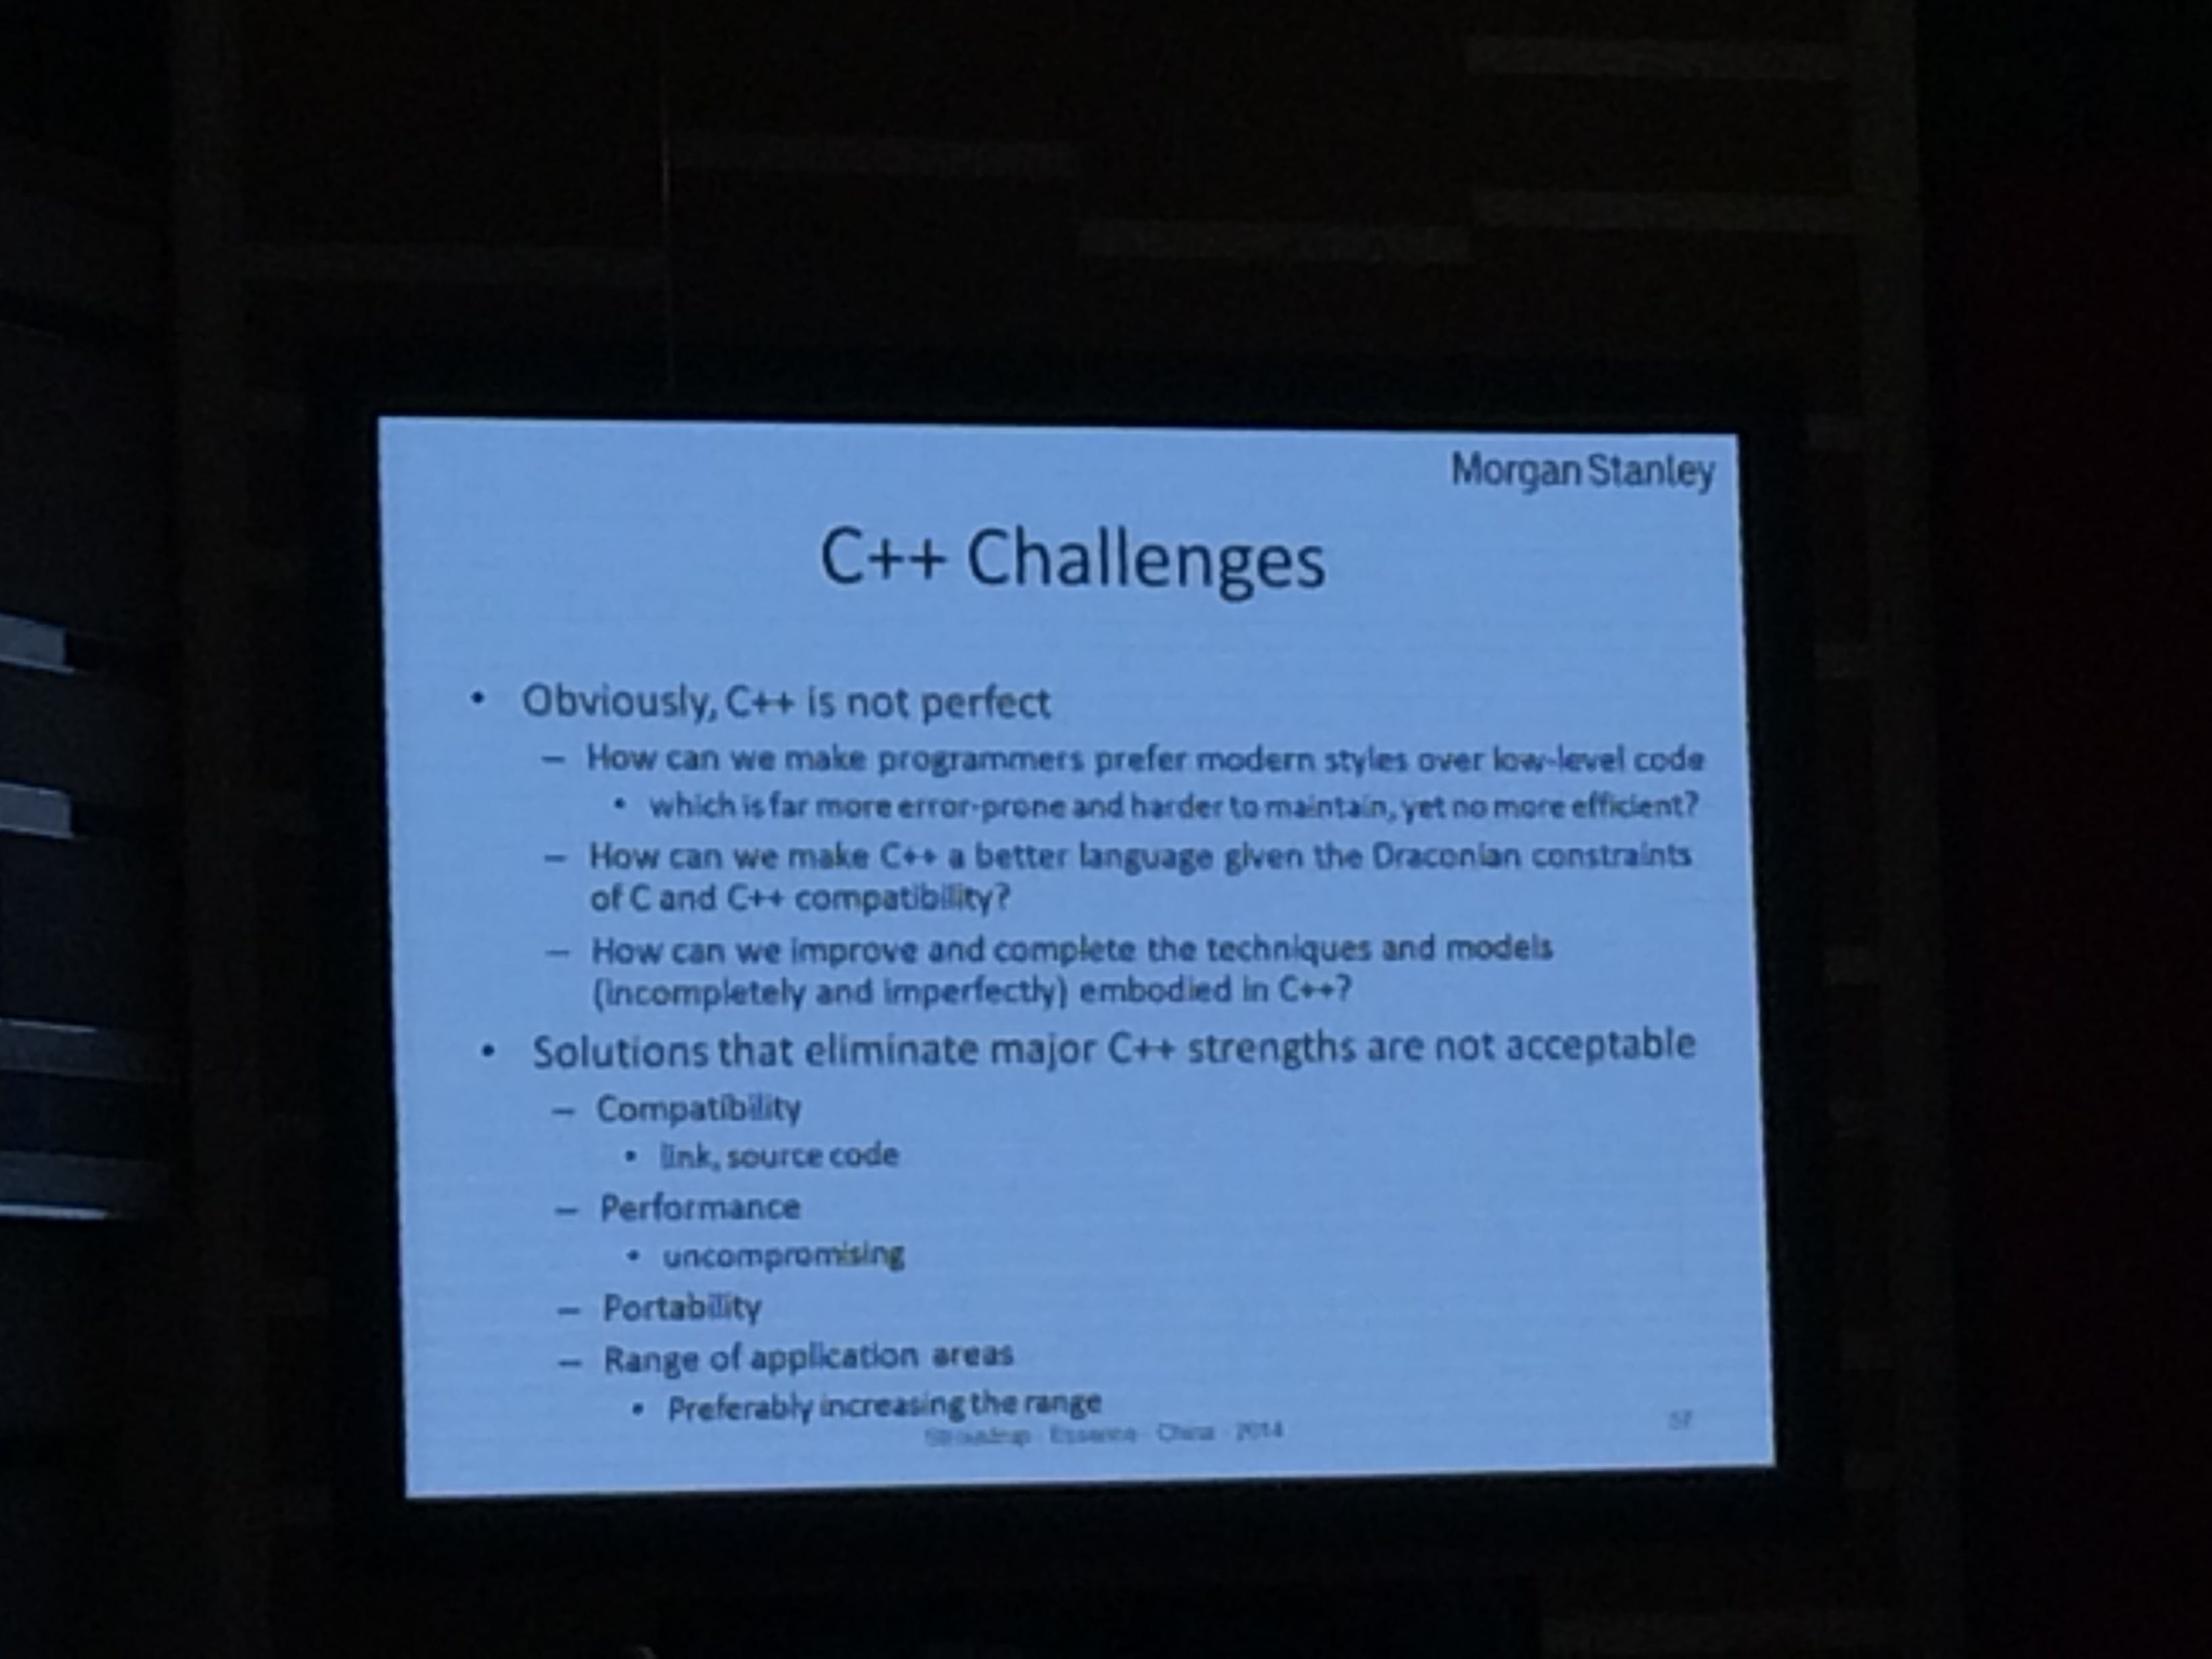 Morgan Stanley
C++ Challenges
• Obviously, C++ is not perfect
– How can we make programmers prefer modern styles over low-level code
• which is far more error-prone and harder to maintain, yet no more efficient?
– How can we make C++ a better language given the Draconian constraints
of C and C++ compatibility?
– How can we improve and complete the techniques and models
(incompletely and imperfectly) embodied in C++?
• Solutions that eliminate major C++ strengths are not acceptable
– Compatibility
• link, source code
– Performance
• uncompromising
– Portability
– Range of application areas
• Preferably increasing the range
Stroustrup - Essence - China - 2014